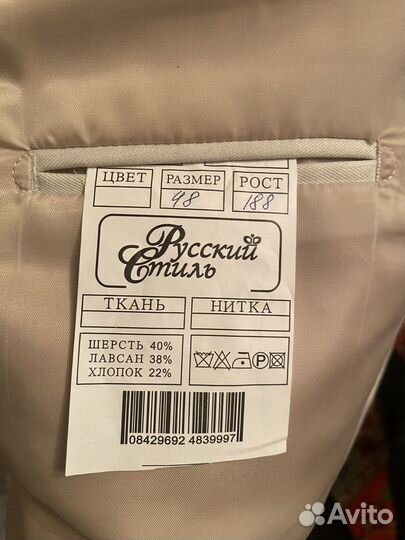 ЦВЕТ РАЗМЕР РОСТ
48 188
Русский
Стиль
ТКАНЬ НИТКА
ШЕРСТЬ 40%
ЛАВСАН 38%
ХЛОПОК 22%
P
08429692 4839997
Avito